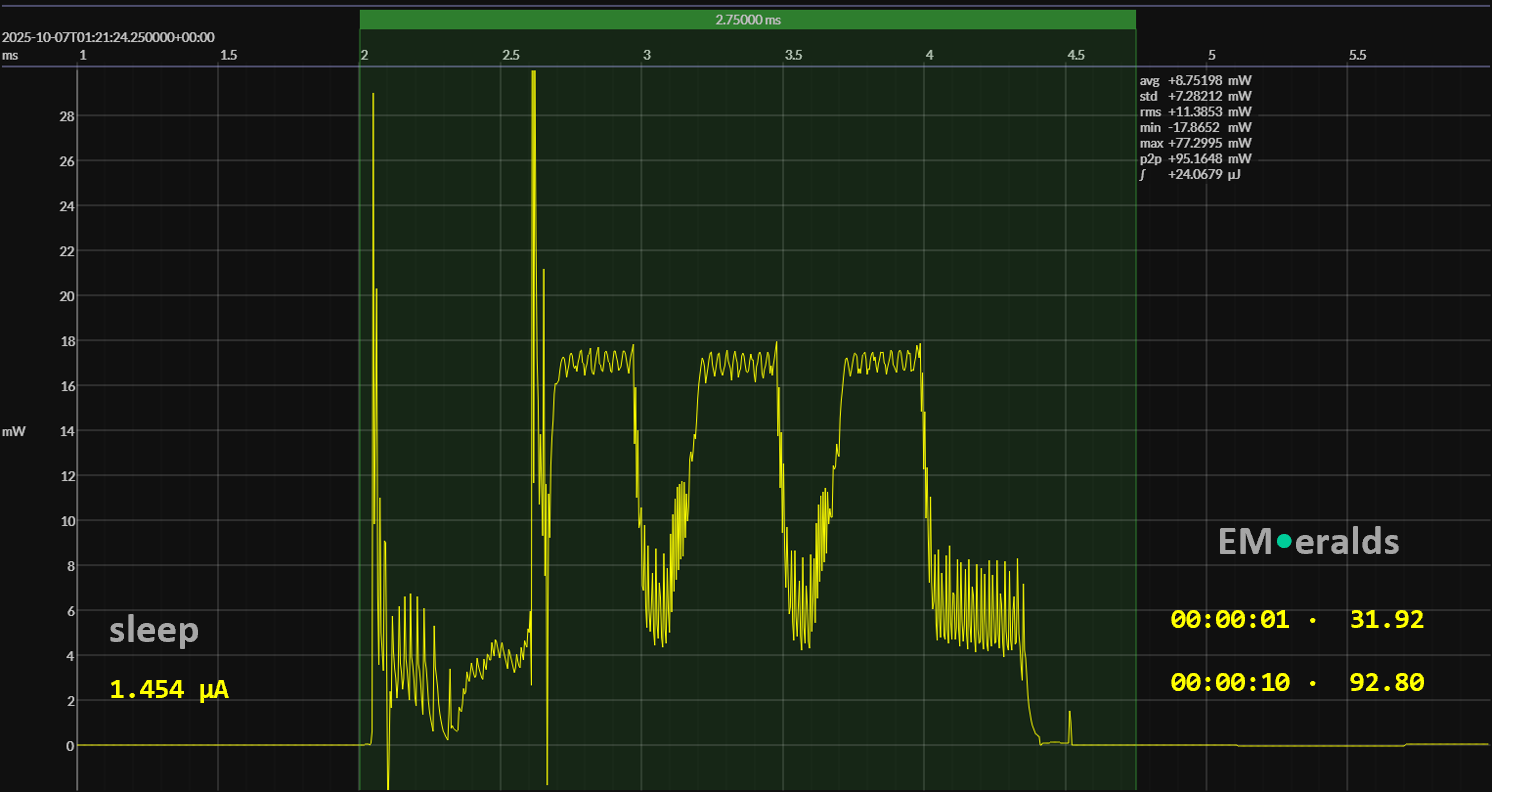 2.75000 ms
2025-10-07T01:21:24.250000+00:00
ms 1 1.5 2 2.5 3 3.5 4 4.5 5 5.5
avg +8.75198 mW
std +7.28212 mW
rms +11.3853 mW
min -17.8652 mW
max +77.2995 mW
p2p +95.1648 mW
∫ +24.0679 µJ
28
26
24
22
20
18
16
mW
14
12
10
8
6
4
2
0
EM•eralds
sleep
1.454 µA
00:00:01 · 31.92
00:00:10 · 92.80